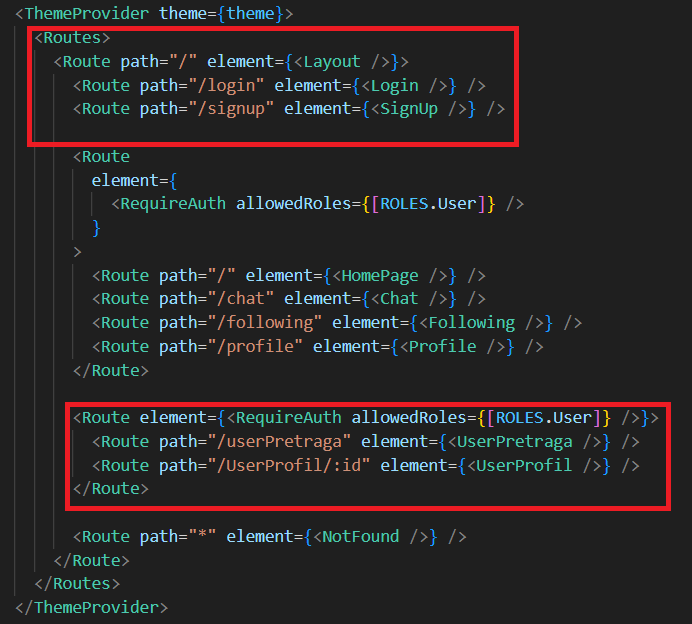 <ThemeProvider theme={theme}>
<Routes>
<Route path="/" element={<Layout />}>
<Route path="/login" element={<Login />} />
<Route path="/signup" element={<SignUp />} />
<Route
element={
<RequireAuth allowedRoles={[ROLES.User]} />
}
>
<Route path="/" element={<HomePage />} />
<Route path="/chat" element={<Chat />} />
<Route path="/following" element={<Following />} />
<Route path="/profile" element={<Profile />} />
</Route>
<Route element={<RequireAuth allowedRoles={[ROLES.User]} />}>
<Route path="/userPretraga" element={<UserPretraga />} />
<Route path="/UserProfil/:id" element={<UserProfil />} />
</Route>
<Route path="*" element={<NotFound />} />
</Route>
</Routes>
</ThemeProvider>